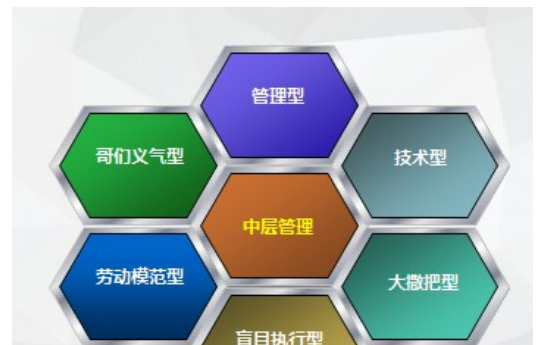 管理型
哥们义气型
技术型
中层管理
劳动模范型
大撒把型
盲目执行型